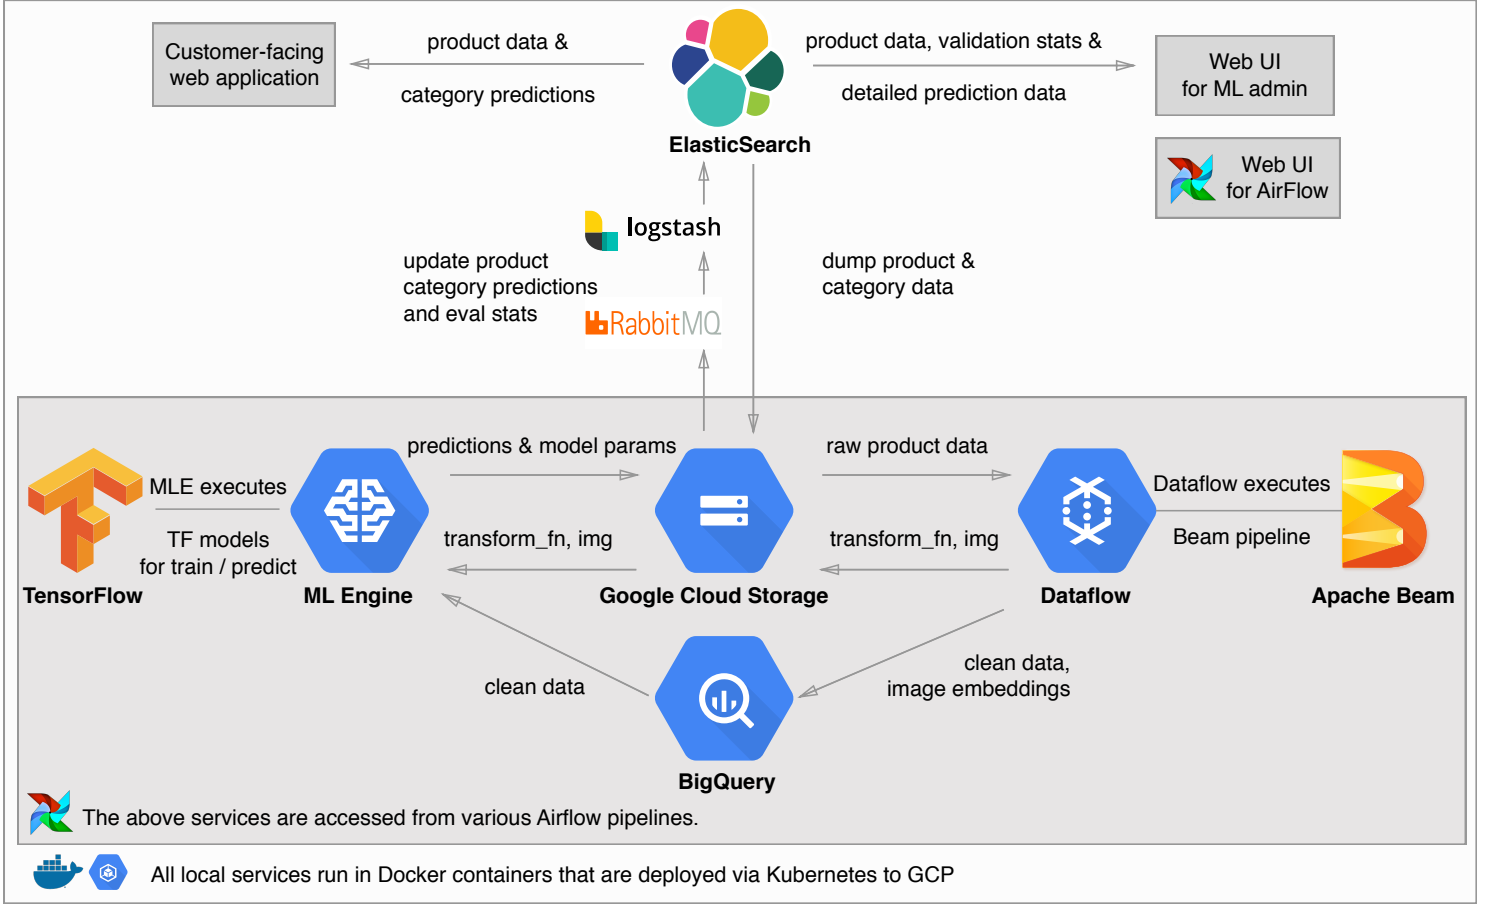 Customer-facing
web application
product data &
category predictions
ElasticSearch
product data, validation stats &
detailed prediction data
Web UI
for ML admin
Web UI
for AirFlow
logstash
update product
category predictions
and eval stats
RabbitMQ
dump product &
category data
TensorFlow
MLE executes
TF models
for train / predict
ML Engine
predictions & model params
transform_fn, img
Google Cloud Storage
raw product data
transform_fn, img
Dataflow
Dataflow executes
Beam pipeline
Apache Beam
clean data
BigQuery
clean data,
image embeddings
The above services are accessed from various Airflow pipelines.
All local services run in Docker containers that are deployed via Kubernetes to GCP